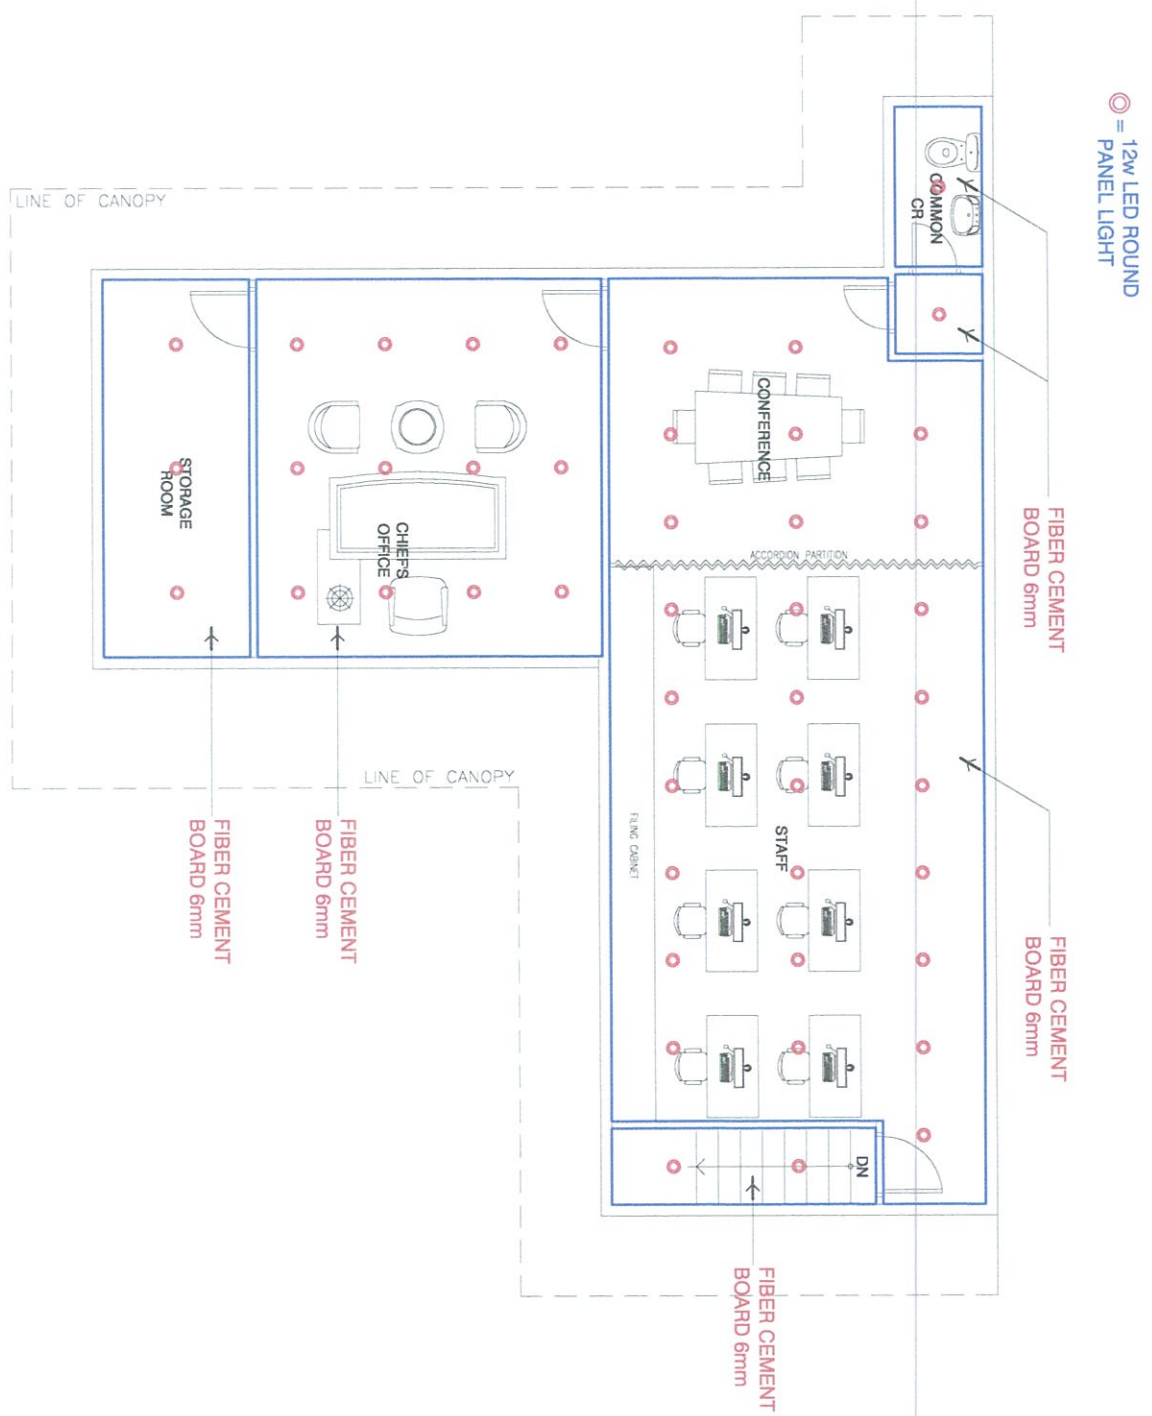 = 12w LED ROUND
PANEL LIGHT
LINE OF CANOPY
COMMON
CR
FIBER CEMENT
BOARD 6mm
CONFERENCE
ACCORDION PARTITION
STORAGE
ROOM
CHIEF'S
OFFICE
LINE OF CANOPY
FILING CABINET
STAFF
FIBER CEMENT
BOARD 6mm
FIBER CEMENT
BOARD 6mm
FIBER CEMENT
BOARD 6mm
DN
FIBER CEMENT
BOARD 6mm